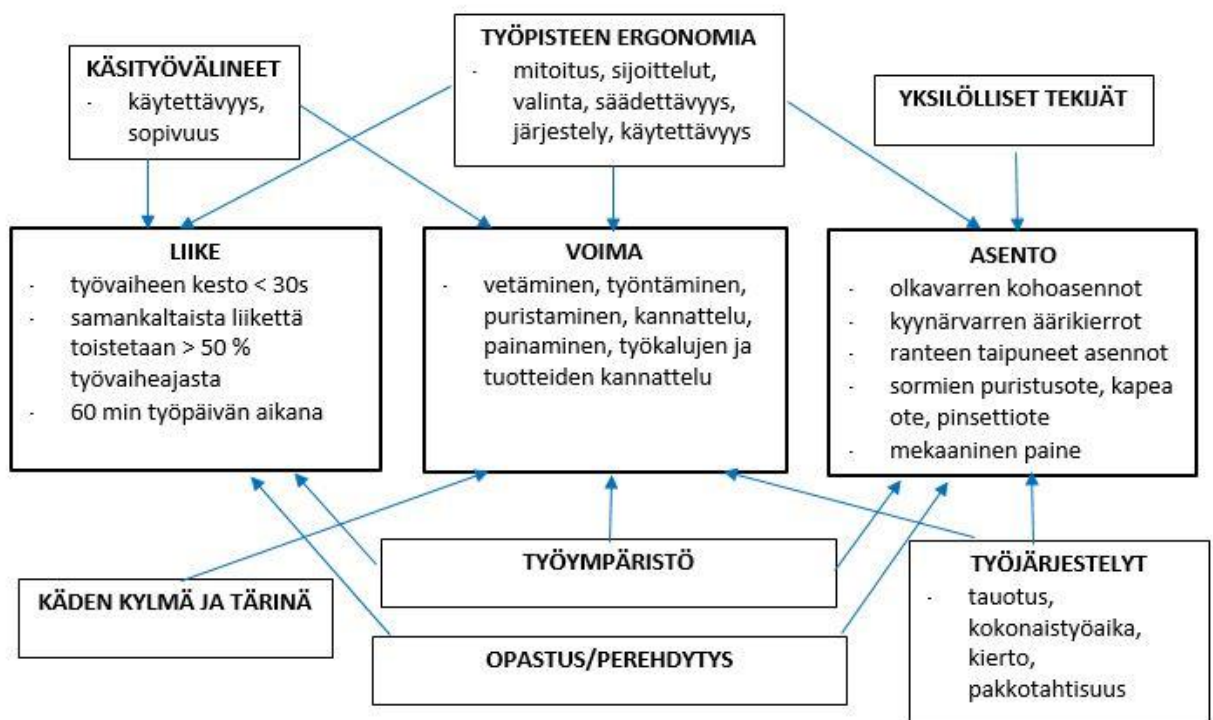 KÄSITYÖVÄLINEET
- käytettävyys,
sopivuus
TYÖPISTEEN ERGONOMIA
- mitoitus, sijoittelut,
valinta, säädettävyys,
järjestely, käytettävyys
YKSILÖLLISET TEKIJÄT
LIIKE
- työvaiheen kesto < 30s
- samankaltaista liikettä
toistetaan > 50 %
työvaiheajasta
- 60 min työpäivän aikana
VOIMA
- vetäminen, työntäminen,
puristaminen, kannattelu,
painaminen, työkalujen ja
tuotteiden kannattelu
ASENTO
- olkavarren kohoasennot
- kyynärvarren äärikierrot
- ranteen taipuneet asennot
- sormien puristusote, kapea
ote, pinsettiote
- mekaaninen paine
KÄDEN KYLMÄ JA TÄRINÄ
TYÖYMPÄRISTÖ
OPASTUS/PEREHDYTYS
TYÖJÄRJESTELYT
- tauotus,
kokonaistyöaika,
kierto,
pakkotahtisuus